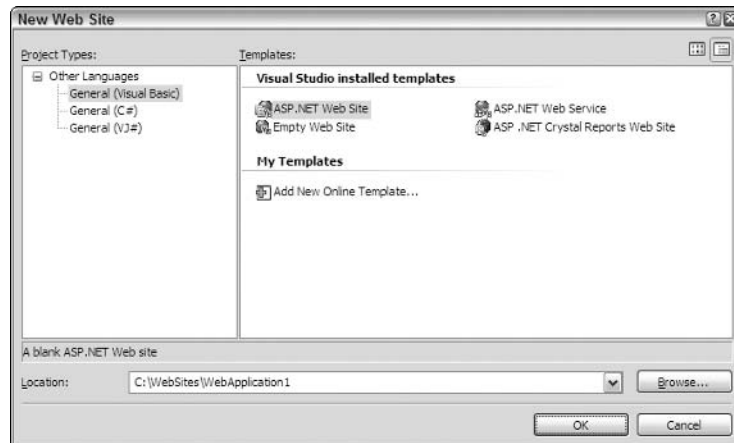 New Web Site
Project Types:
Templates:
Other Languages
General (Visual Basic)
General (C#)
General (VJ#)
Visual Studio installed templates
ASP.NET Web Site
ASP.NET Web Service
Empty Web Site
ASP .NET Crystal Reports Web Site
My Templates
Add New Online Template...
A blank ASP.NET Web site
Location:
C:\WebSites\WebApplication1
Browse...
OK
Cancel